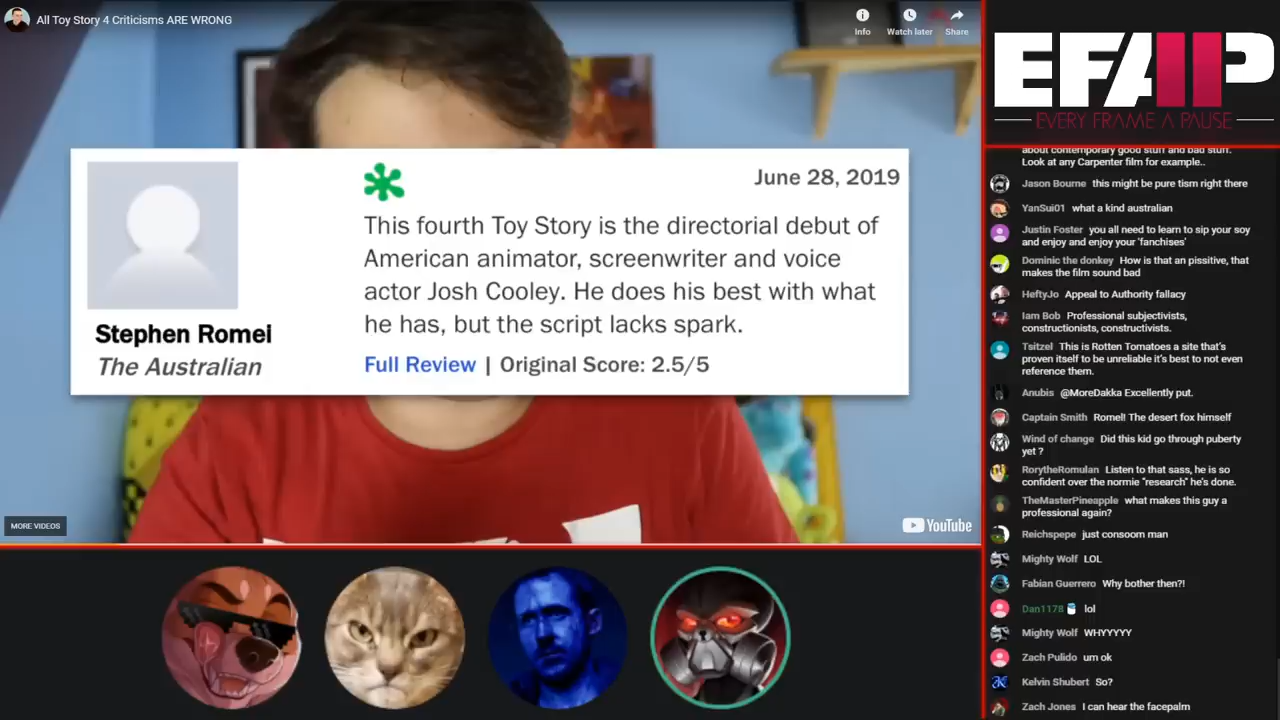 All Toy Story 4 Criticisms ARE WRONG
Info
Watch later
Share
June 28, 2019
This fourth Toy Story is the directorial debut of
American animator, screenwriter and voice
actor Josh Cooley. He does his best with what
he has, but the script lacks spark.
Full Review | Original Score: 2.5/5
Stephen Romei
The Australian
MORE VIDEOS
YouTube
EFAP
EVERY FRAME A PAUSE
about contemporary good stuff and bad stuff.
Look at any Carpenter film for example..
Jason Bourne this might be pure tism right there
YanSui01 what a kind australian
Justin Foster you all need to learn to sip your soy
and enjoy and enjoy your 'fanchises'
Dominic the donkey How is that an pissitive, that
makes the film sound bad
HeftyJo Appeal to Authority fallacy
Iam Bob Professional subjectivists,
constructionists, constructivists.
Tsitzel This is Rotten Tomatoes a site that's
proven itself to be unreliable it's best to not even
reference them.
Anubis @MoreDakka Excellently put.
Captain Smith Romel! The desert fox himself
Wind of change Did this kid go through puberty
yet ?
RorytheRomulan Listen to that sass, he is so
confident over the normie "research" he's done.
TheMasterPineapple what makes this guy a
professional again?
Reichspepe just consoom man
Mighty Wolf LOL
Fabian Guerrero Why bother then?!
Dan1178 lol
Mighty Wolf WHYYYYY
Zach Pulido um ok
Kelvin Shubert So?
Zach Jones I can hear the facepalm